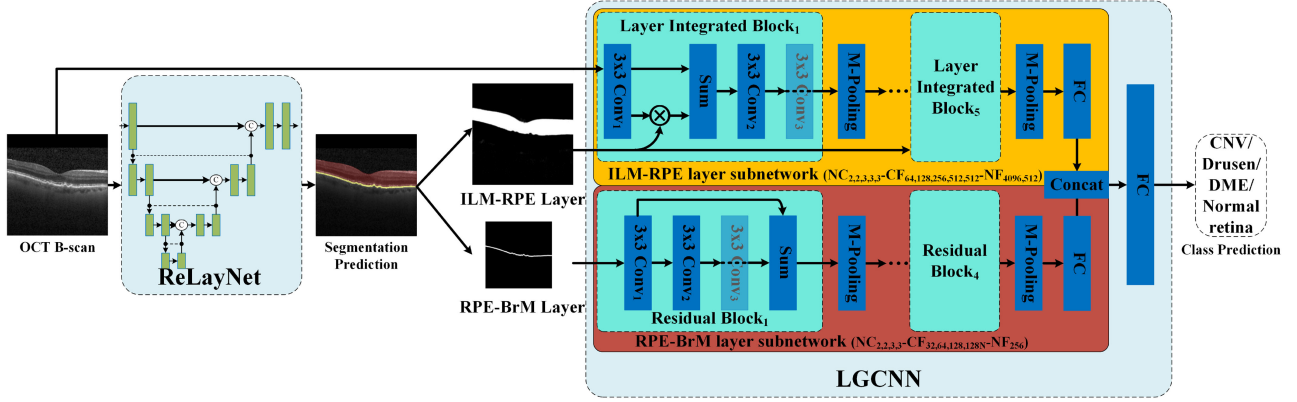 OCT B-scan
C
C
C
ReLayNet
Segmentation
Prediction
ILM-RPE Layer
RPE-BrM Layer
Layer Integrated Block₁
3x3 Conv₁
Sum
3x3 Conv₂
3x3 Conv₃
M-Pooling
Layer
Integrated
Block₅
M-Pooling
FC
ILM-RPE layer subnetwork (NC₂,₂,₃,₃,₃-CF₆₄,₁₂₈,₂₅₆,₅₁₂,₅₁₂-NF₄₀₉₆,₅₁₂)
Concat
3x3 Conv₁
3x3 Conv₂
3x3 Conv₃
Sum
Residual Block₁
M-Pooling
Residual
Block₄
M-Pooling
FC
RPE-BrM layer subnetwork (NC₂,₂,₃,₃-CF₃₂,₆₄,₁₂₈,₁₂₈N-NF₂₅₆)
FC
LGCNN
CNV/
Drusen/
DME/
Normal
retina
Class Prediction